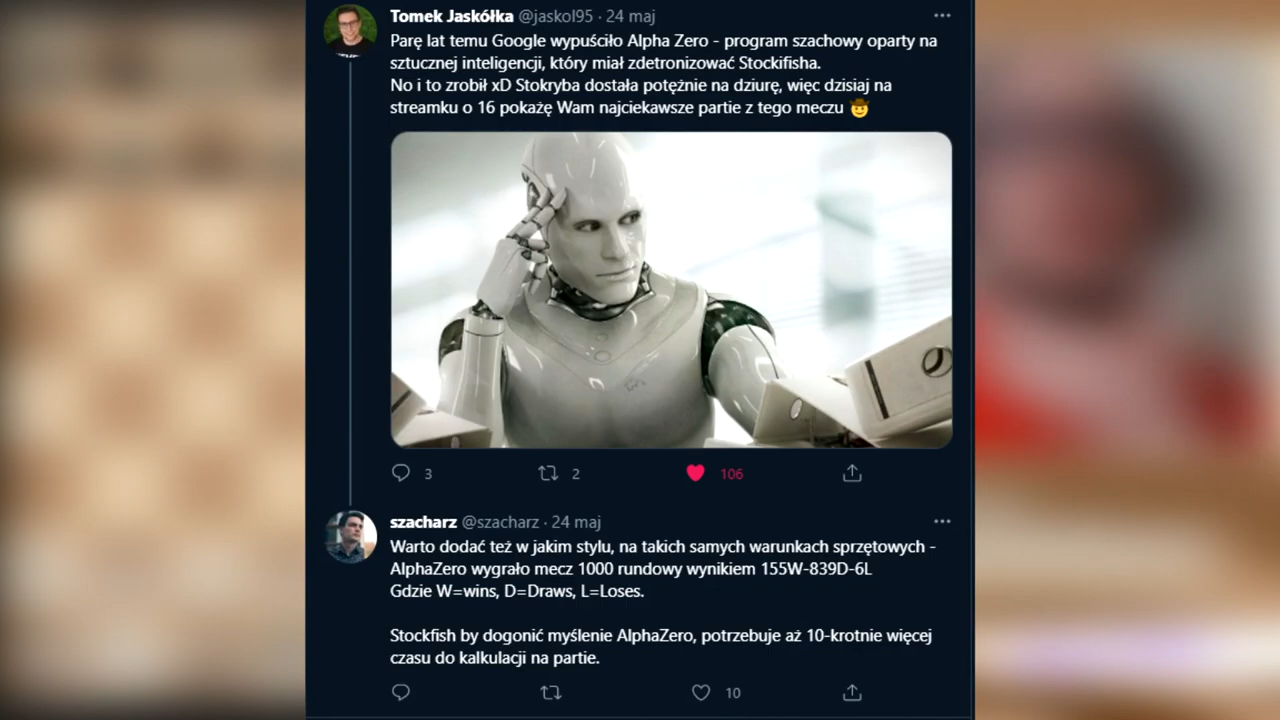 Tomek Jaskółka @jaskol95 · 24 maj
Parę lat temu Google wypuściło Alpha Zero - program szachowy oparty na
sztucznej inteligencji, który miał zdetronizować Stockifisha.
No i to zrobił xD Stokryba dostała potężnie na dziurę, więc dzisiaj na
streamku o 16 pokażę Wam najciekawsze partie z tego meczu 🤠
3
2
106
szacharz @szacharz · 24 maj
Warto dodać też w jakim stylu, na takich samych warunkach sprzętowych -
AlphaZero wygrało mecz 1000 rundowy wynikiem 155W-839D-6L
Gdzie W=wins, D=Draws, L=Loses.
Stockfish by dogonić myślenie AlphaZero, potrzebuje aż 10-krotnie więcej
czasu do kalkulacji na partie.
10